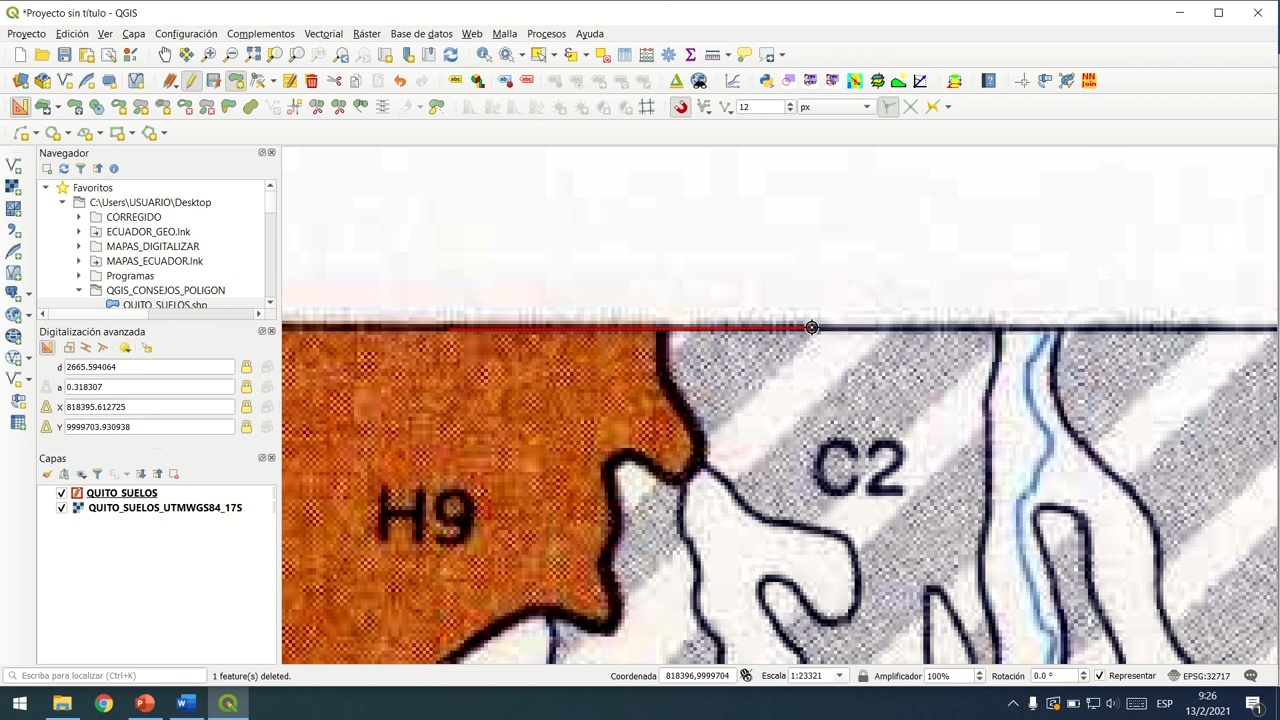 *Proyecto sin título - QGIS
Proyecto Edición Ver Capa Configuración Complementos Vectorial Ráster Base de datos Web Malla Procesos Ayuda
12 px
Navegador
Favoritos
C:\Users\USUARIO\Desktop
CORREGIDO
ECUADOR_GEO.lnk
MAPAS_DIGITALIZAR
MAPAS_ECUADOR.lnk
Programas
QGIS_CONSEJOS_POLIGON
QUITO_SUELOS.shp
Digitalización avanzada
d 2665.594064
a 0.318307
X 818395.612725
Y 9999703.930938
Capas
QUITO_SUELOS
QUITO_SUELOS_UTMWGS84_17S
H9
C2
Escriba para localizar (Ctrl+K) 1 feature(s) deleted. Coordenada 818396,9999704 Escala 1:23321 Amplificador 100% Rotación 0.0 ° Representar EPSG:32717
ESP 9:26
13/2/2021